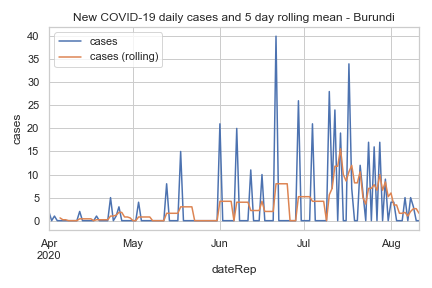 New COVID-19 daily cases and 5 day rolling mean - Burundi
cases
cases (rolling)
cases
40
35
30
25
20
15
10
5
0
Apr
2020
May
Jun
Jul
Aug
dateRep